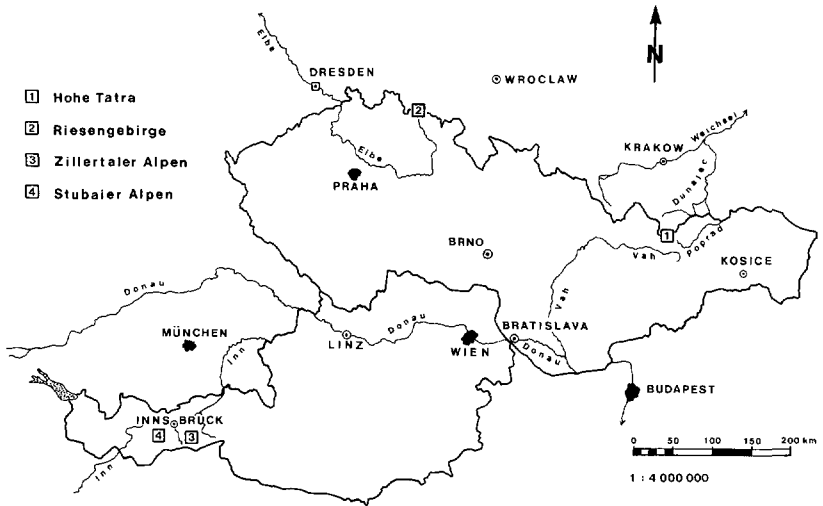 Elbe
N
DRESDEN
WROCLAW
1 Hohe Tatra
2 Riesengebirge
3 Zillertaler Alpen
4 Stubaier Alpen
2
Elbe
PRAHA
KRAKOW
Weichsel
Dunajec
1
Poprad
BRNO
Vah
KOSICE
Vah
Donau
MÜNCHEN
Inn
LINZ
Donau
WIEN
BRATISLAVA
Donau
BUDAPEST
INNSBRUCK
4
3
Inn
0 50 100 150 200 km
1 : 4 000 000